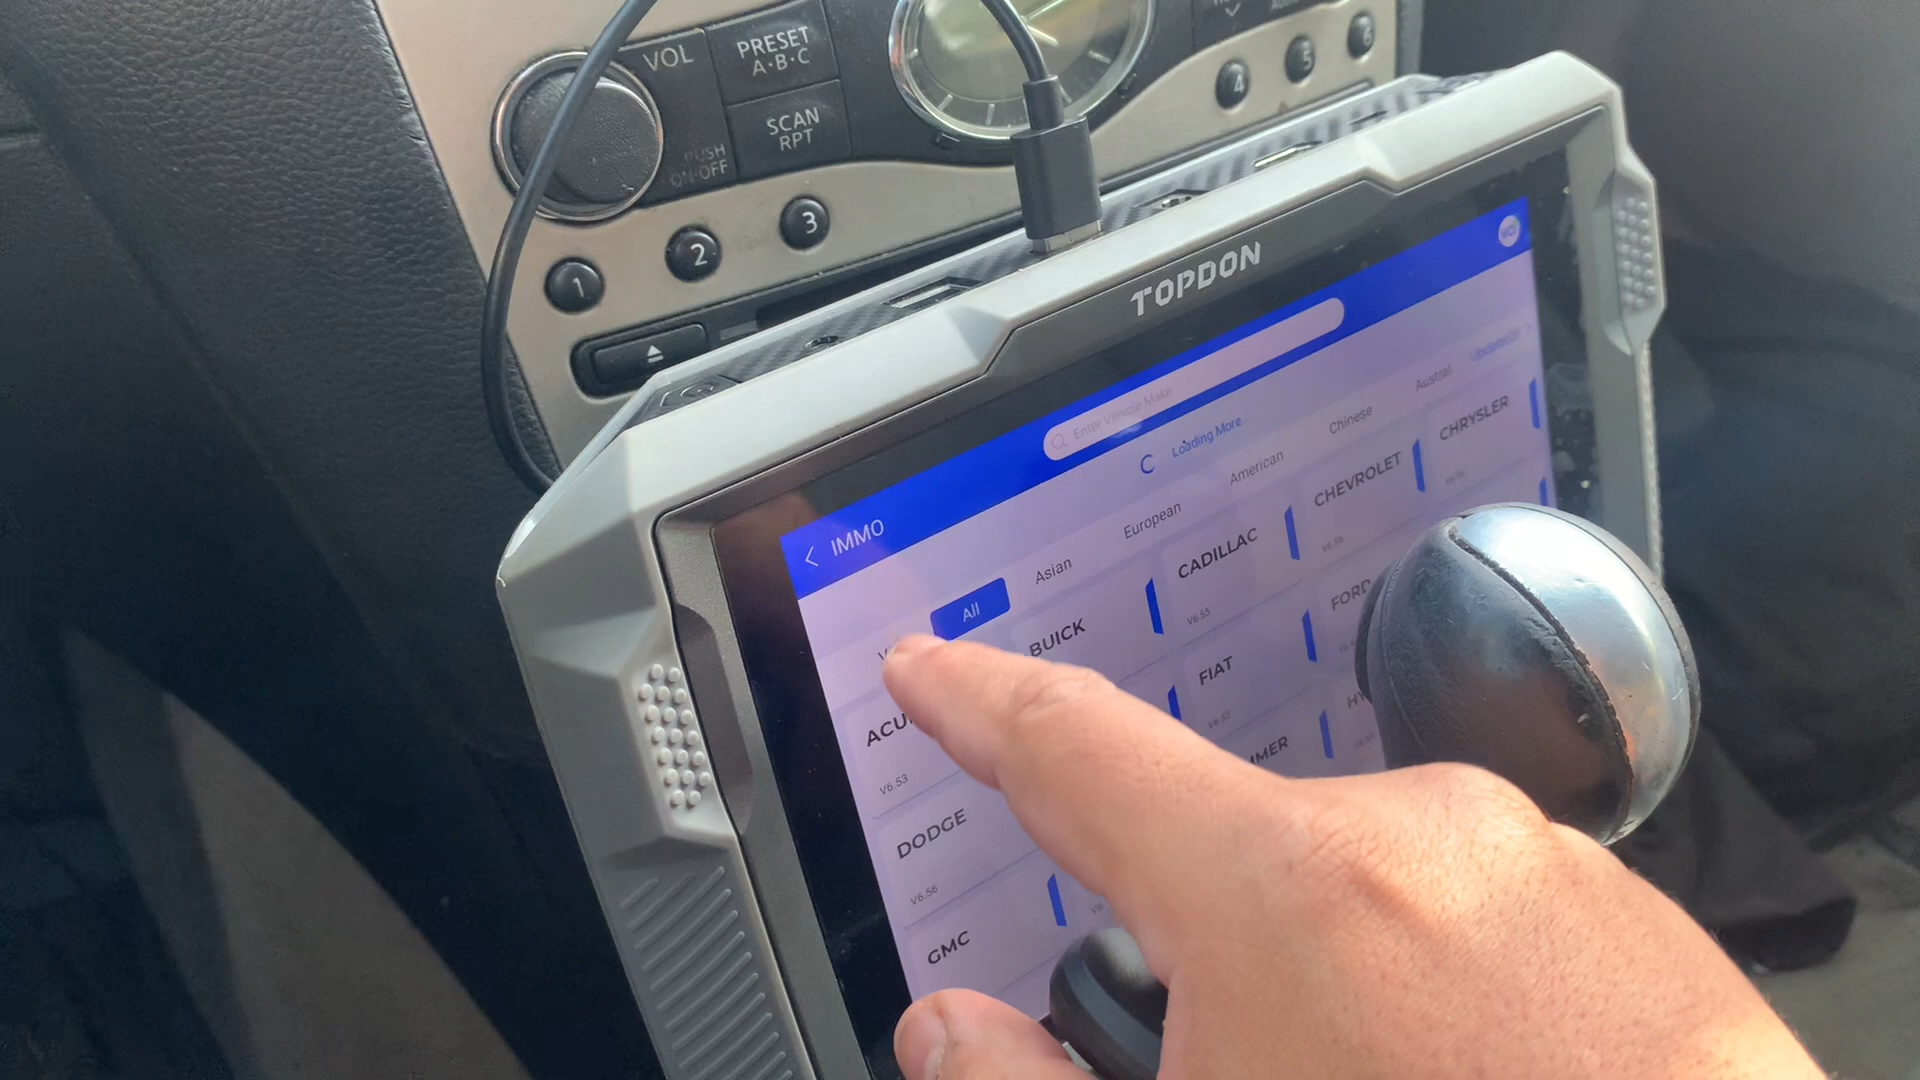 VOL
PRESET
A·B·C
SCAN
RPT
PUSH
ON·OFF
1
2
3
4
5
6
TOPDON
VCI
Enter Vehicle Make
Loading More
IMMO
All
Asian
European
American
Chinese
Austral
ACU
V6.53
BUICK
CADILLAC
V6.53
CHEVROLET
V6.53
CHRYSLER
DODGE
V6.56
FIAT
V6.52
FORD
GMC
MMER
HY